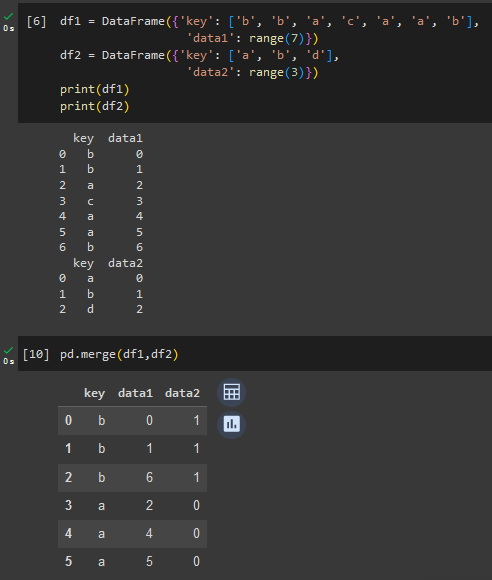 [6] df1 = DataFrame({'key': ['b', 'b', 'a', 'c', 'a', 'a', 'b'],
'data1': range(7)})
df2 = DataFrame({'key': ['a', 'b', 'd'],
'data2': range(3)})
print(df1)
print(df2)
0s
key data1
0 b 0
1 b 1
2 a 2
3 c 3
4 a 4
5 a 5
6 b 6
key data2
0 a 0
1 b 1
2 d 2
[10] pd.merge(df1,df2)
0s
key data1 data2
0 b 0 1
1 b 1 1
2 b 6 1
3 a 2 0
4 a 4 0
5 a 5 0